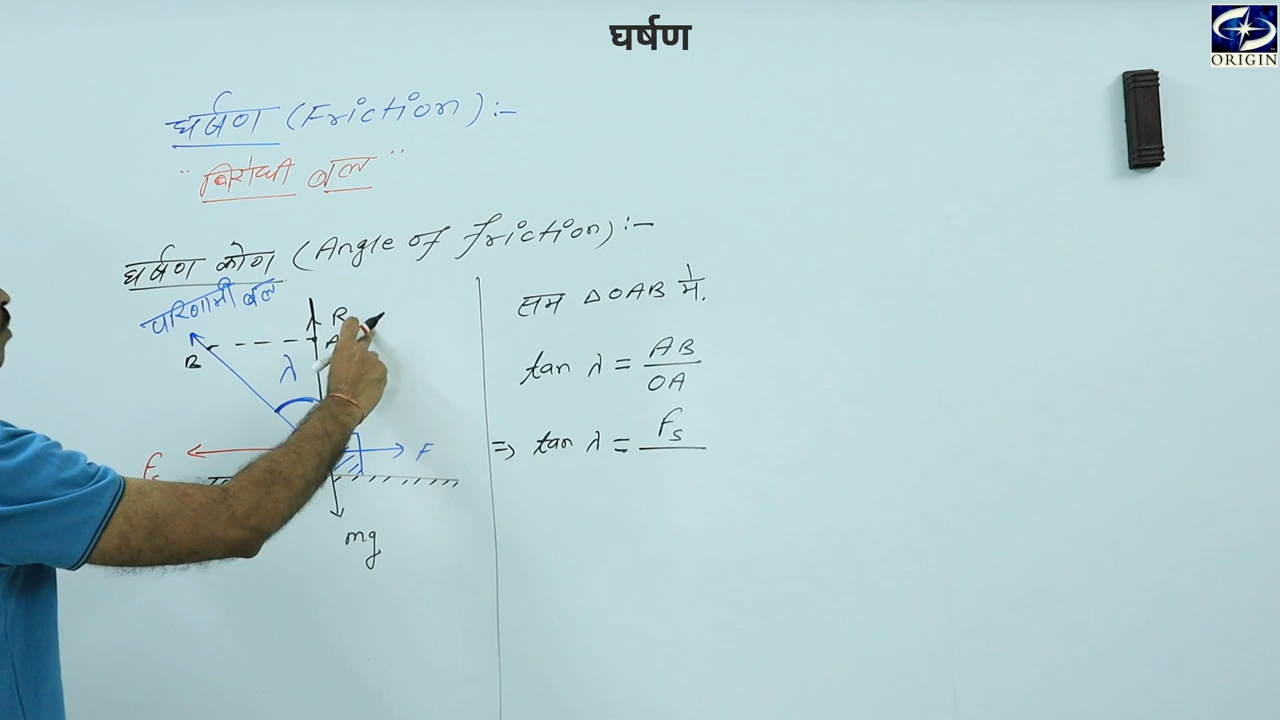 घर्षण
ORIGIN
घर्षण (Friction) :-
"विरोधी बल"
घर्षण कोण (Angle of friction) :-
परिणामी बल
R
B
A
λ
F
fs
mg
सम △OAB में.
tan λ = AB / OA
=> tan λ = fs /